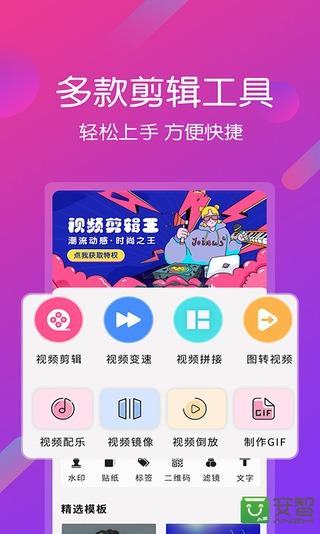 多款剪辑工具
轻松上手 方便快捷
视频剪辑王
潮流动感·时尚之王
点我获取特权
视频剪辑
视频变速
视频拼接
图转视频
视频配乐
视频镜像
视频倒放
GIF
制作GIF
水印
贴纸
标签
二维码
滤镜
文字
精选模板
安智